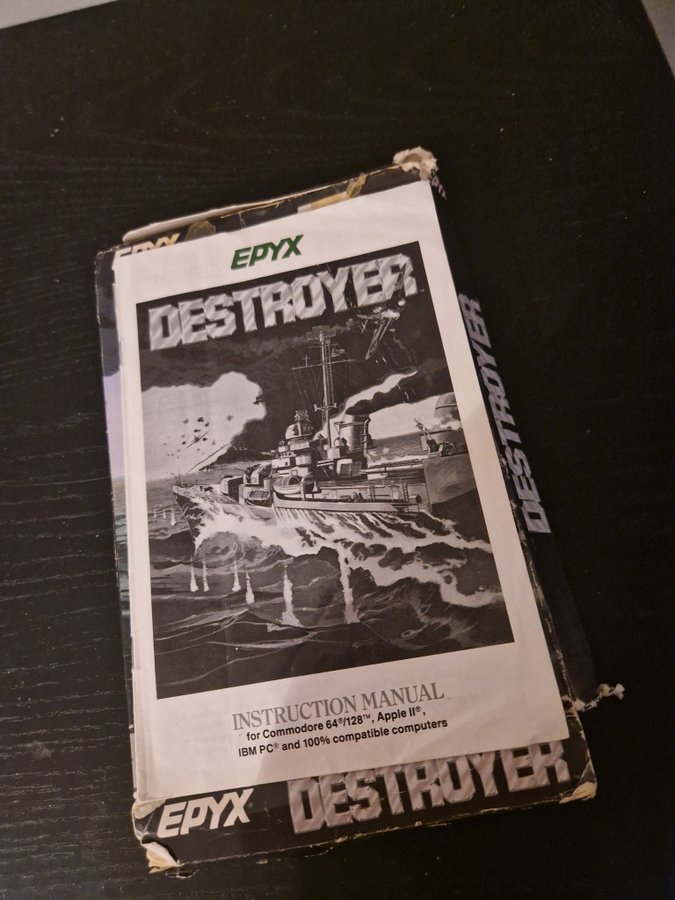 EPYX
EPYX
DESTROYER
DESTROYER
INSTRUCTION MANUAL
for Commodore 64®/128™, Apple II®,
IBM PC® and 100% compatible computers
EPYX DESTROYER